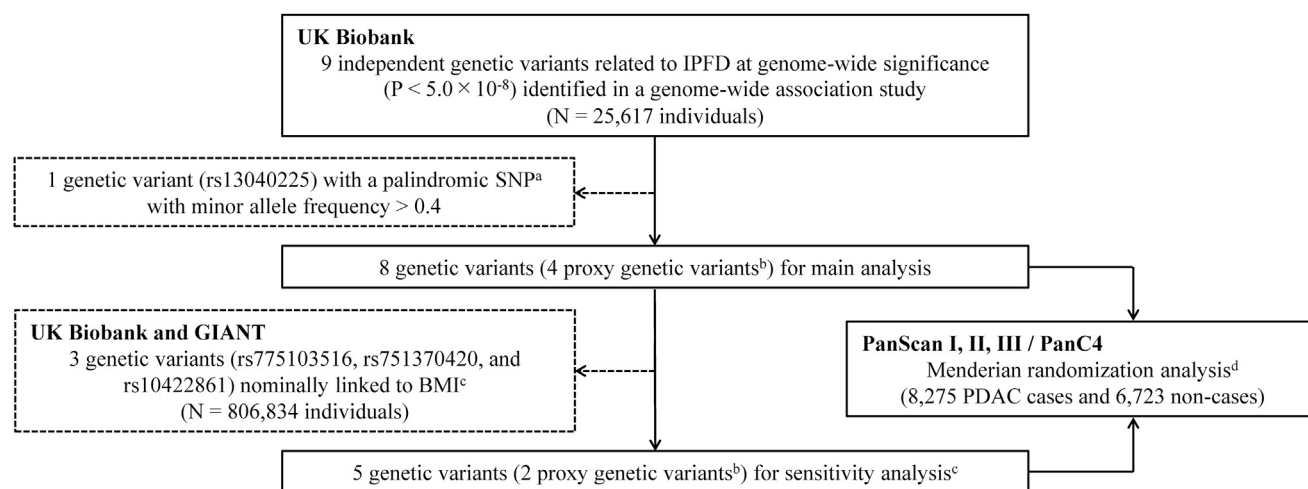 UK Biobank
9 independent genetic variants related to IPFD at genome-wide significance
(P < 5.0 × 10⁻⁸) identified in a genome-wide association study
(N = 25,617 individuals)
1 genetic variant (rs13040225) with a palindromic SNPᵃ
with minor allele frequency > 0.4
8 genetic variants (4 proxy genetic variantsᵇ) for main analysis
UK Biobank and GIANT
3 genetic variants (rs775103516, rs751370420, and
rs10422861) nominally linked to BMIᶜ
(N = 806,834 individuals)
PanScan I, II, III / PanC4
Menderian randomization analysisᵈ
(8,275 PDAC cases and 6,723 non-cases)
5 genetic variants (2 proxy genetic variantsᵇ) for sensitivity analysisᶜ